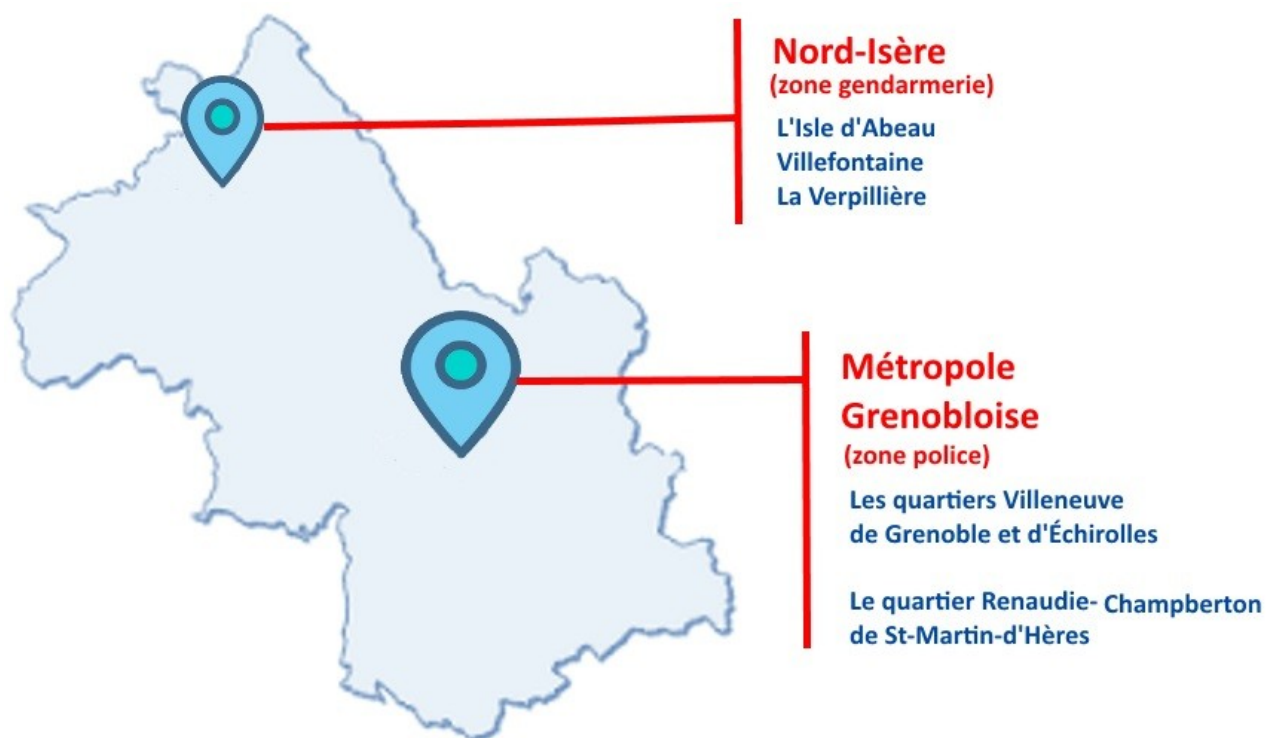 Nord-Isère
(zone gendarmerie)
L'Isle d'Abeau
Villefontaine
La Verpillière
Métropole
Grenobloise
(zone police)
Les quartiers Villeneuve
de Grenoble et d'Échirolles
Le quartier Renaudie- Champberton
de St-Martin-d'Hères